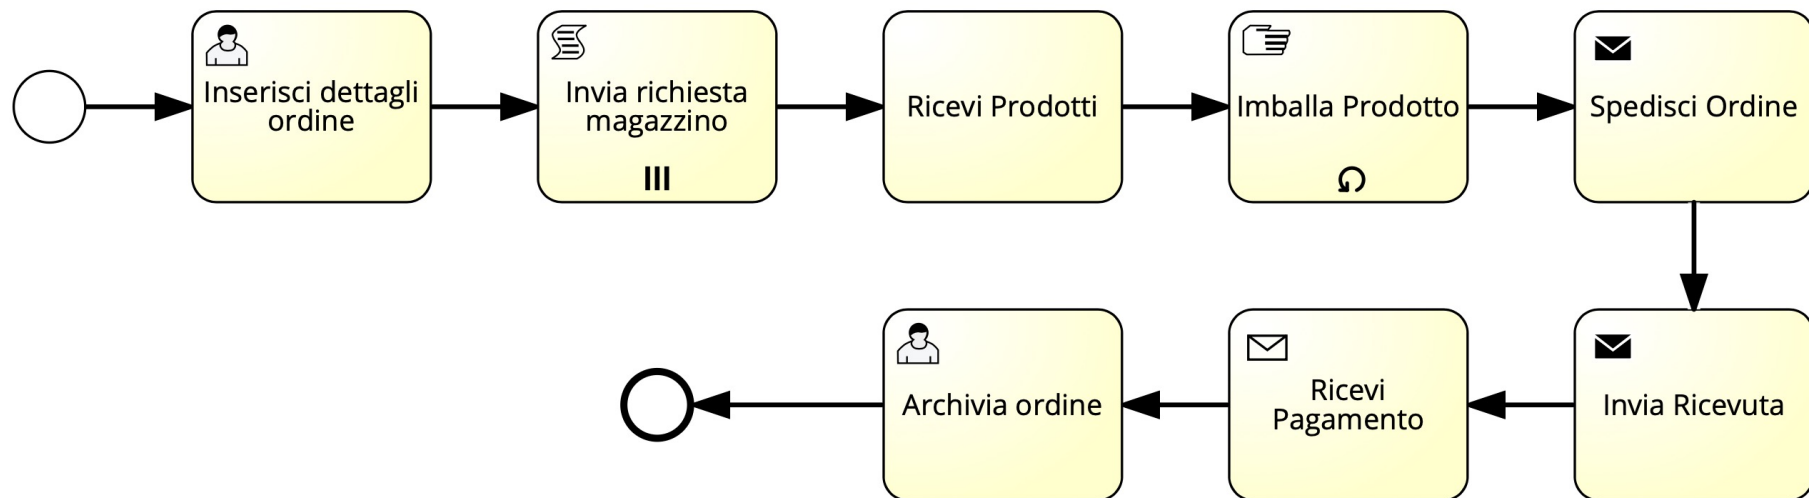 Inserisci dettagli
ordine
Invia richiesta
magazzino
Ricevi Prodotti
Imballa Prodotto
Spedisci Ordine
Archivia ordine
Ricevi
Pagamento
Invia Ricevuta